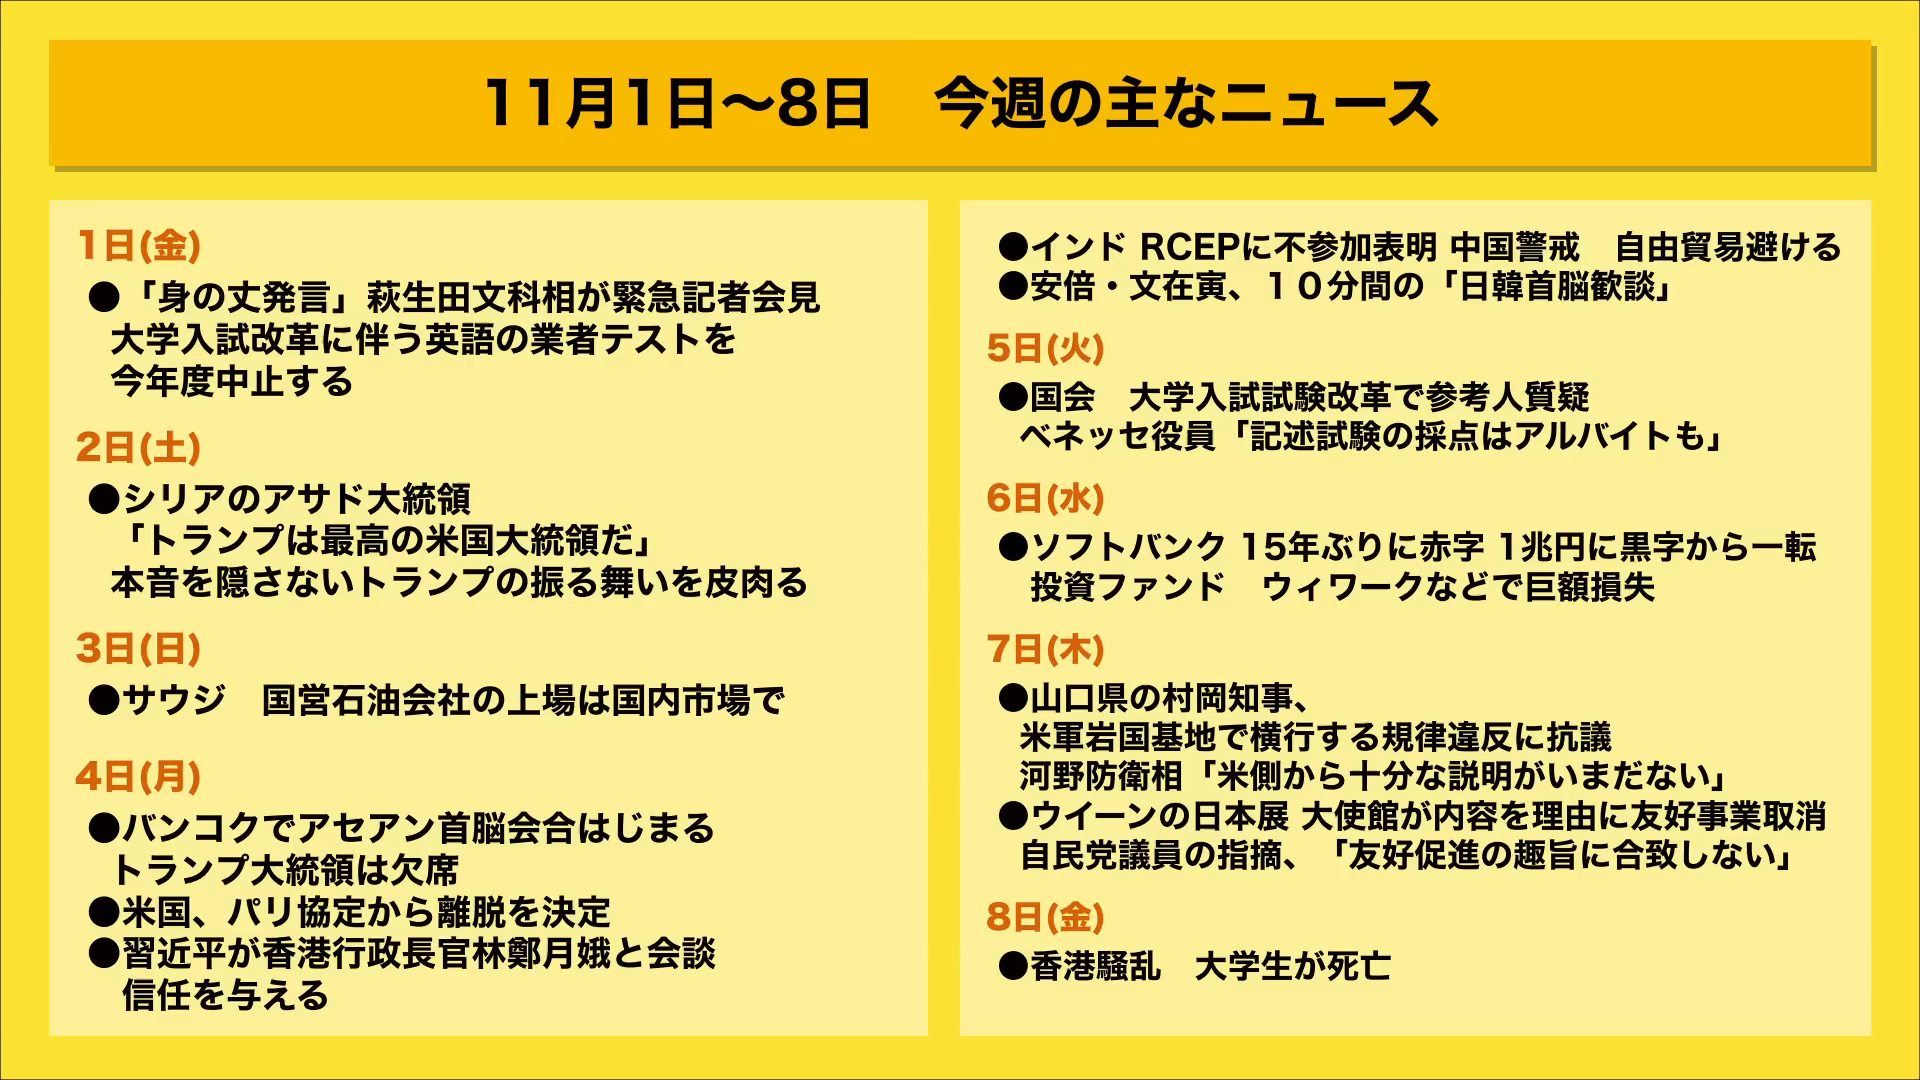 11月1日〜8日　今週の主なニュース
1日(金)
●「身の丈発言」萩生田文科相が緊急記者会見
大学入試改革に伴う英語の業者テストを
今年度中止する
2日(土)
●シリアのアサド大統領
「トランプは最高の米国大統領だ」
本音を隠さないトランプの振る舞いを皮肉る
3日(日)
●サウジ　国営石油会社の上場は国内市場で
4日(月)
●バンコクでアセアン首脳会合はじまる
トランプ大統領は欠席
●米国、パリ協定から離脱を決定
●習近平が香港行政長官林鄭月娥と会談
信任を与える
●インド RCEPに不参加表明 中国警戒　自由貿易避ける
●安倍・文在寅、１０分間の「日韓首脳歓談」
5日(火)
●国会　大学入試試験改革で参考人質疑
ベネッセ役員「記述試験の採点はアルバイトも」
6日(水)
●ソフトバンク 15年ぶりに赤字 1兆円に黒字から一転
投資ファンド　ウィワークなどで巨額損失
7日(木)
●山口県の村岡知事、
米軍岩国基地で横行する規律違反に抗議
河野防衛相「米側から十分な説明がいまだない」
●ウイーンの日本展 大使館が内容を理由に友好事業取消
自民党議員の指摘、「友好促進の趣旨に合致しない」
8日(金)
●香港騒乱　大学生が死亡